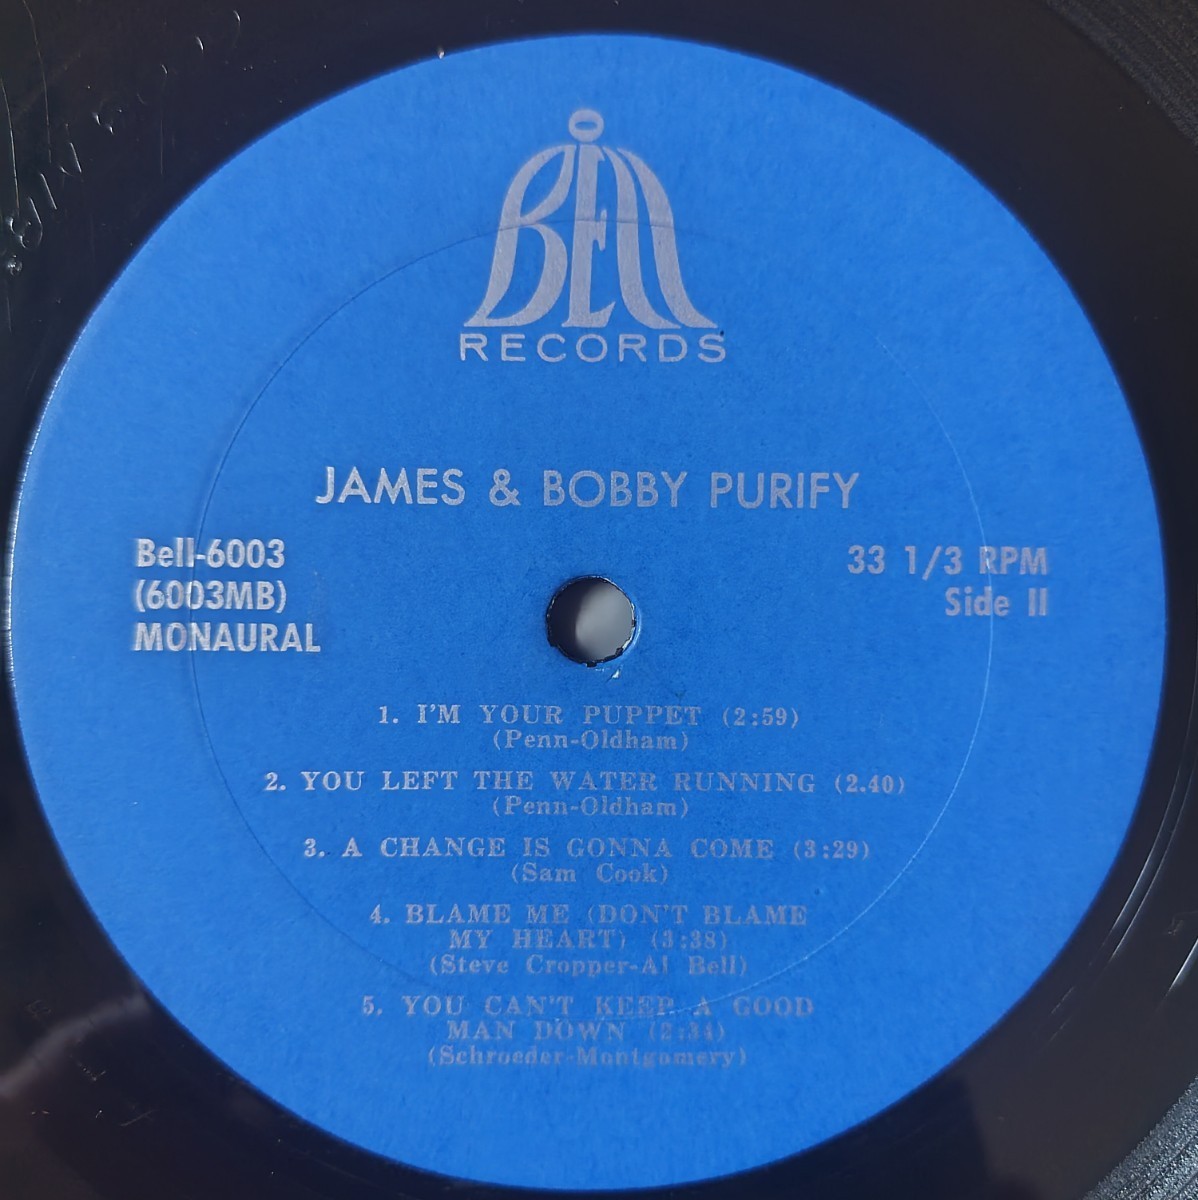 BELL
RECORDS
JAMES & BOBBY PURIFY
Bell-6003
(6003MB)
MONAURAL
33 1/3 RPM
Side II
1. I'M YOUR PUPPET (2:59)
(Penn-Oldham)
2. YOU LEFT THE WATER RUNNING (2.40)
(Penn-Oldham)
3. A CHANGE IS GONNA COME (3:29)
(Sam Cook)
4. BLAME ME (DON'T BLAME
MY HEART) (3:38)
(Steve Cropper-Al Bell)
5. YOU CAN'T KEEP A GOOD
MAN DOWN (2:34)
(Schroeder-Montgomery)